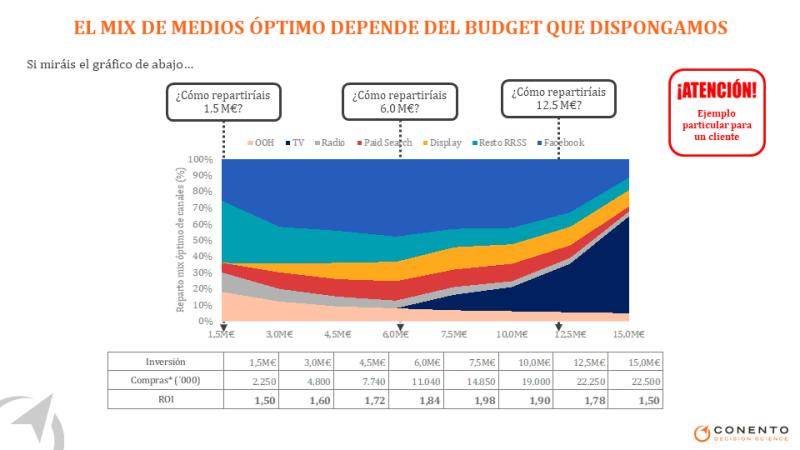 EL MIX DE MEDIOS ÓPTIMO DEPENDE DEL BUDGET QUE DISPONGAMOS
Si miráis el gráfico de abajo...
¿Cómo repartiríais
1.5 M€?
¿Cómo repartiríais
6.0 M€?
¿Cómo repartiríais
12,5 M€?
¡ATENCIÓN!
Ejemplo
particular para
un cliente
OOH TV Radio Paid Search Display Resto RRSS Facebook
Reparto mix óptimo de canales (%)
100%
90%
80%
70%
60%
50%
40%
30%
20%
10%
0%
1,5M€ 3.0M€ 4,5M€ 6.0M€ 7.5M€ 10.0M€ 12.5M€ 15.0M€
Inversión 1,5M€ 3,0M€ 4,5M€ 6,0M€ 7,5M€ 10,0M€ 12,5M€ 15,0M€
Compras* (´000) 2.250 4.800 7.740 11.040 14.850 19.000 22.250 22.500
ROI 1,50 1,60 1,72 1,84 1,98 1,90 1,78 1,50
CONENTO
DECISION SCIENCE